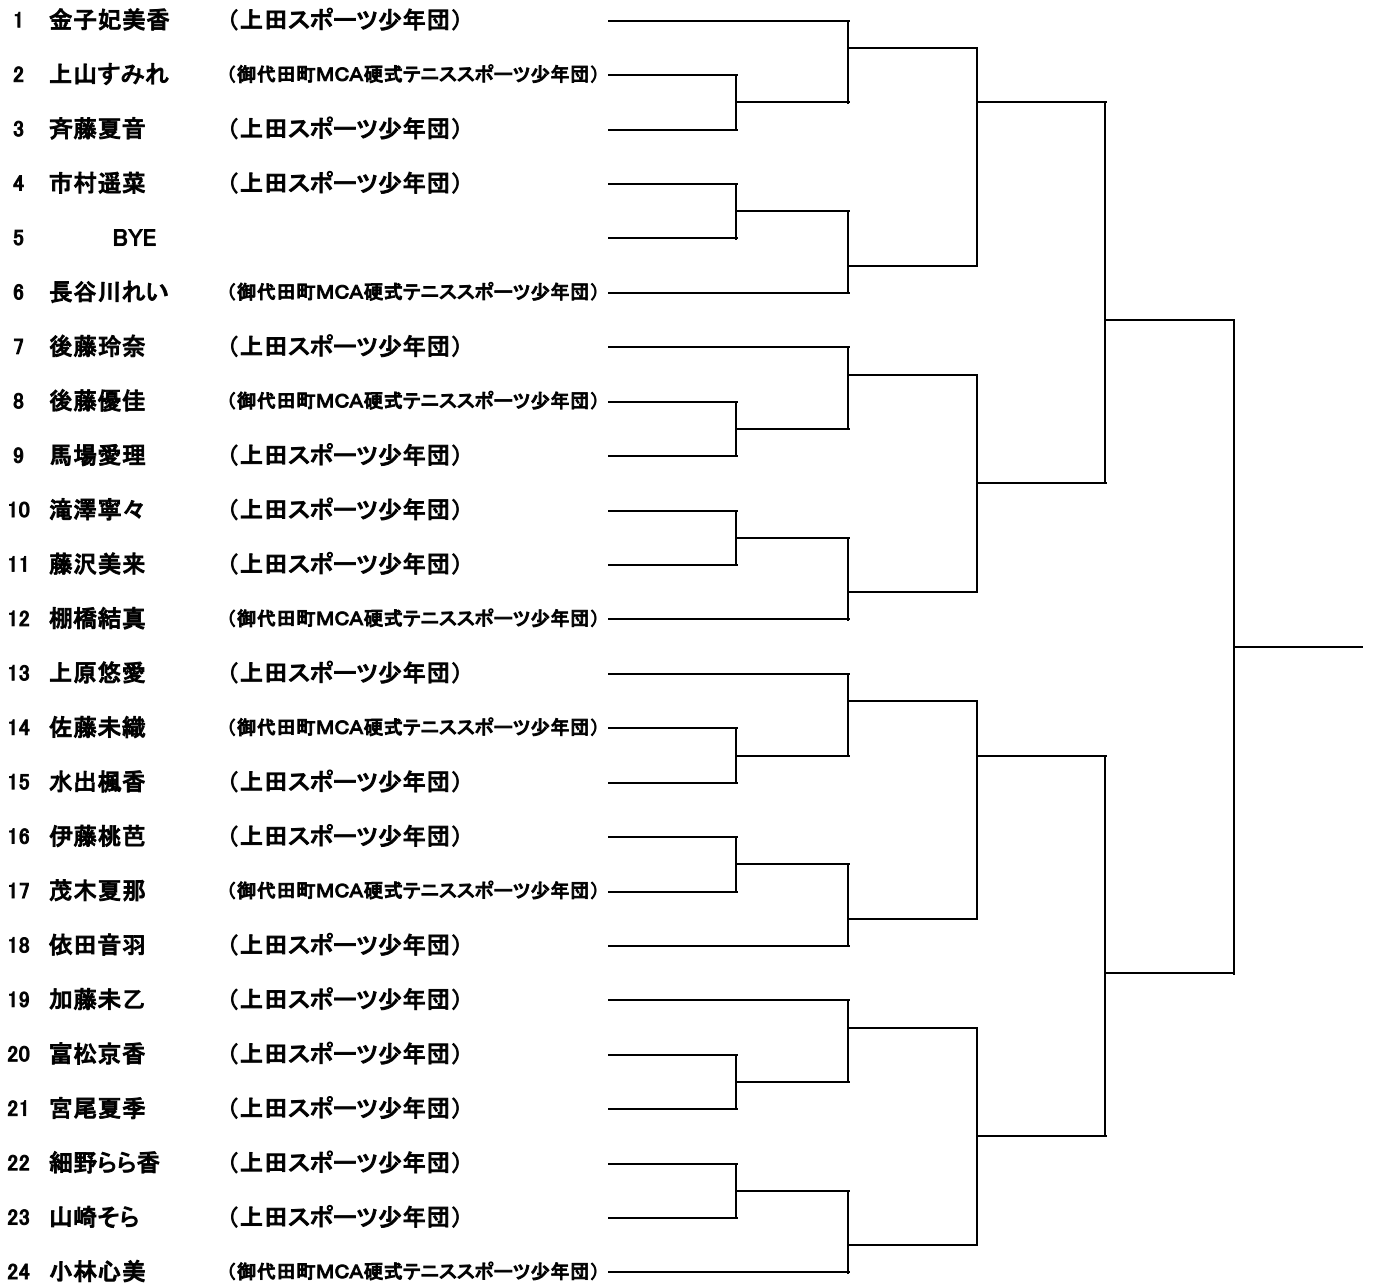 1 金子妃美香 （上田スポーツ少年団）
2 上山すみれ （御代田町MCA硬式テニススポーツ少年団）
3 斉藤夏音 （上田スポーツ少年団）
4 市村遥菜 （上田スポーツ少年団）
5 BYE
6 長谷川れい （御代田町MCA硬式テニススポーツ少年団）
7 後藤玲奈 （上田スポーツ少年団）
8 後藤優佳 （御代田町MCA硬式テニススポーツ少年団）
9 馬場愛理 （上田スポーツ少年団）
10 滝澤寧々 （上田スポーツ少年団）
11 藤沢美来 （上田スポーツ少年団）
12 棚橋結真 （御代田町MCA硬式テニススポーツ少年団）
13 上原悠愛 （上田スポーツ少年団）
14 佐藤未織 （御代田町MCA硬式テニススポーツ少年団）
15 水出楓香 （上田スポーツ少年団）
16 伊藤桃芭 （上田スポーツ少年団）
17 茂木夏那 （御代田町MCA硬式テニススポーツ少年団）
18 依田音羽 （上田スポーツ少年団）
19 加藤未乙 （上田スポーツ少年団）
20 富松京香 （上田スポーツ少年団）
21 宮尾夏季 （上田スポーツ少年団）
22 細野らら香 （上田スポーツ少年団）
23 山崎そら （上田スポーツ少年団）
24 小林心美 （御代田町MCA硬式テニススポーツ少年団）